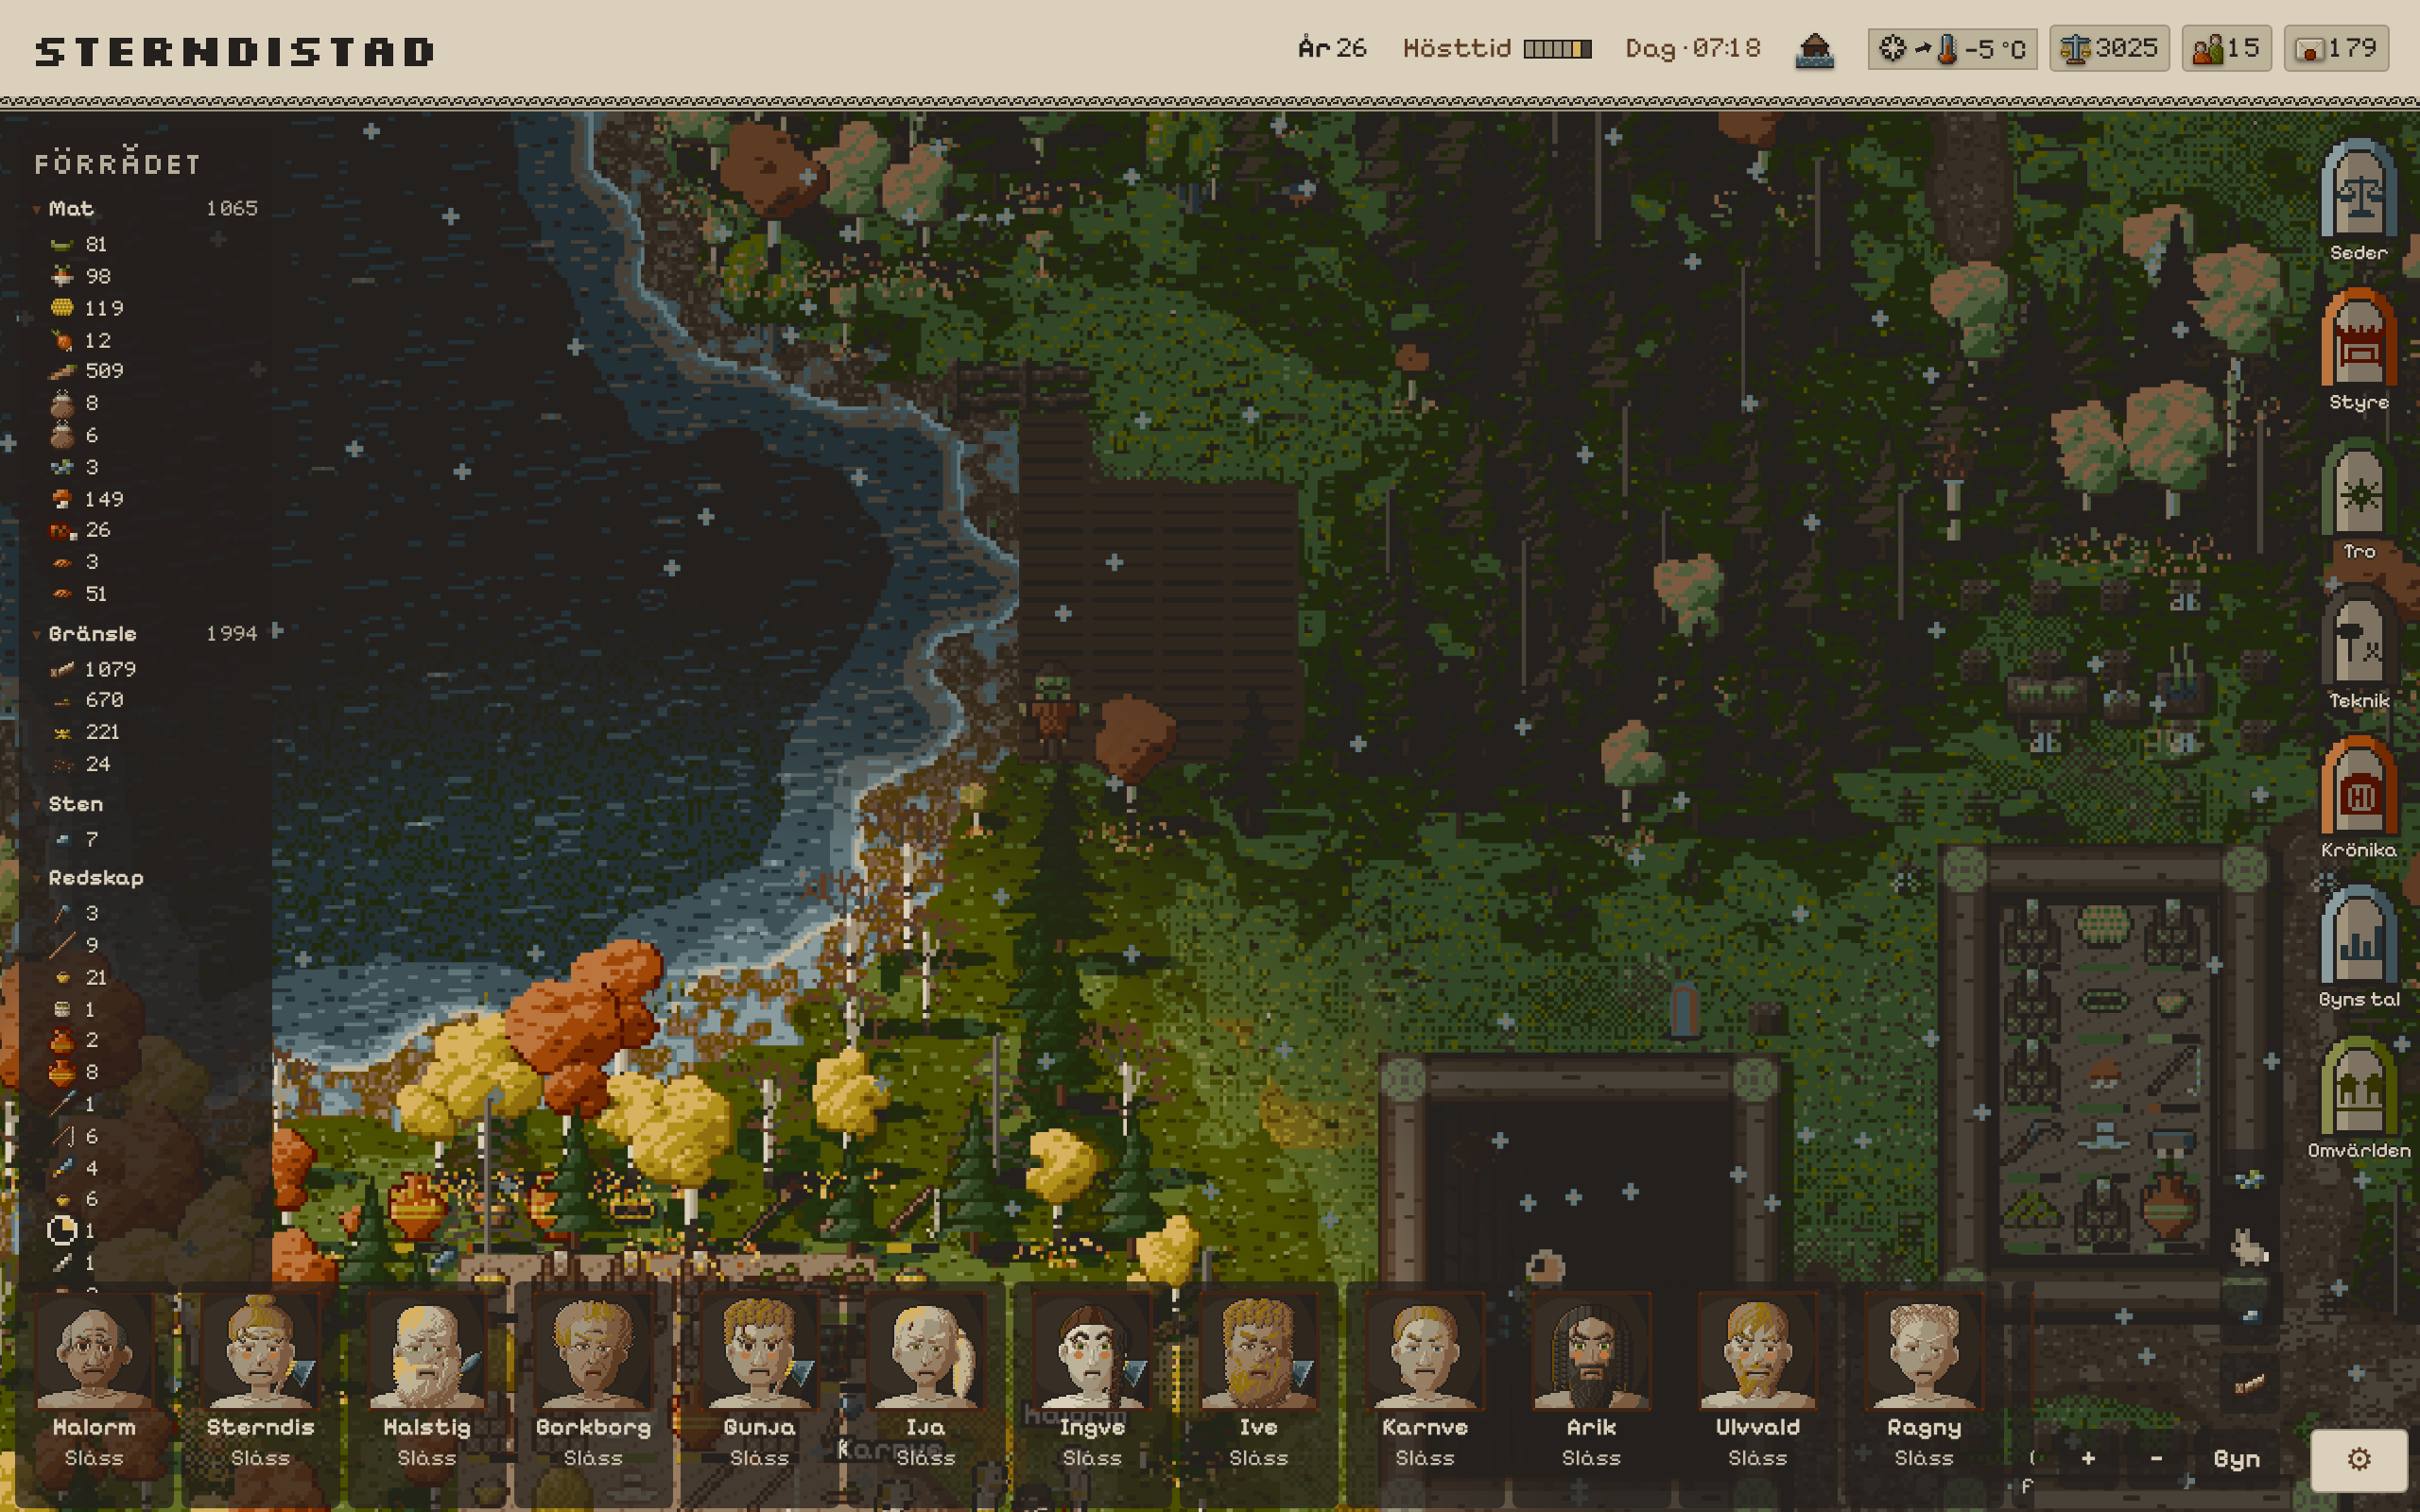 STERNDISTAD
År 26 Hösttid Dag · 07:18 -5 °C 3025 15 179
FÖRRÅDET
Mat 1065
81
98
119
12
509
8
6
3
149
26
3
51
Bränsle 1994
1079
670
221
24
Sten
7
Redskap
3
9
21
1
2
8
1
6
4
6
1
1
Seder
Styre
Tro
Teknik
Krönika
Byns tal
Omvärlden
Halorm
Karnve
Halorm Sterndis Halstig Borkborg Gunja Ija Ingve Ive Karnve Arik Ulvvald Ragny
Slåss Slåss Slåss Slåss Slåss Slåss Slåss Slåss Slåss Slåss Slåss Slåss
+ - Byn